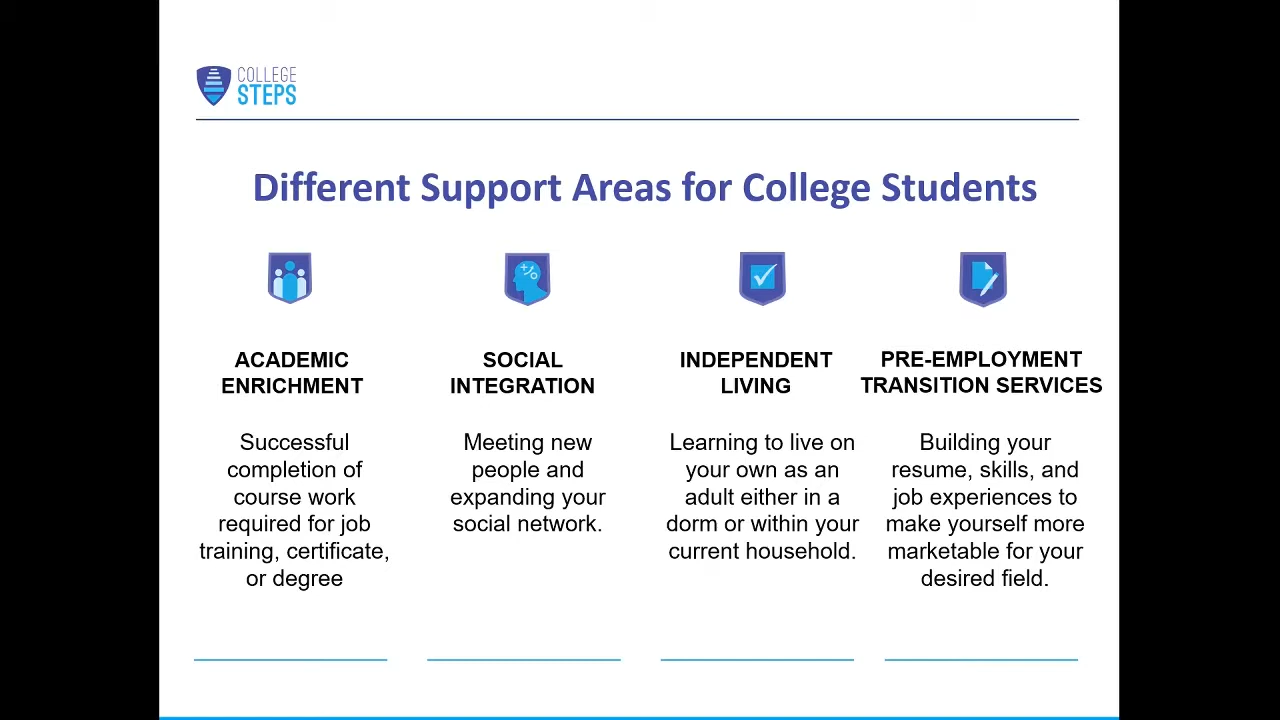 COLLEGE
STEPS
Different Support Areas for College Students
ACADEMIC
ENRICHMENT
Successful
completion of
course work
required for job
training, certificate,
or degree
SOCIAL
INTEGRATION
Meeting new
people and
expanding your
social network.
INDEPENDENT
LIVING
Learning to live on
your own as an
adult either in a
dorm or within your
current household.
PRE-EMPLOYMENT
TRANSITION SERVICES
Building your
resume, skills, and
job experiences to
make yourself more
marketable for your
desired field.